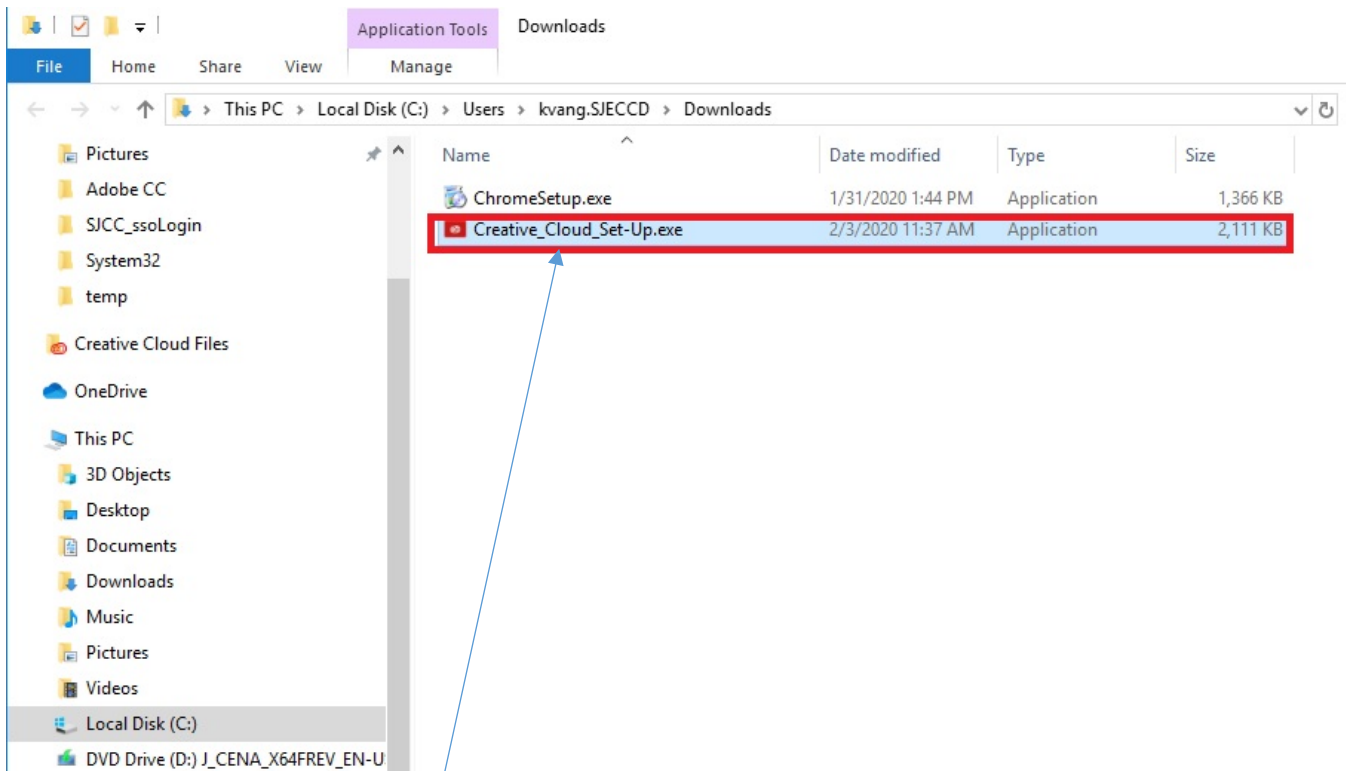 Application Tools Downloads
File Home Share View Manage
This PC > Local Disk (C:) > Users > kvang.SJECCD > Downloads
Name Date modified Type Size
ChromeSetup.exe 1/31/2020 1:44 PM Application 1,366 KB
Creative_Cloud_Set-Up.exe 2/3/2020 11:37 AM Application 2,111 KB
Pictures
Adobe CC
SJCC_ssoLogin
System32
temp
Creative Cloud Files
OneDrive
This PC
3D Objects
Desktop
Documents
Downloads
Music
Pictures
Videos
Local Disk (C:)
DVD Drive (D:) J_CENA_X64FREV_EN-U